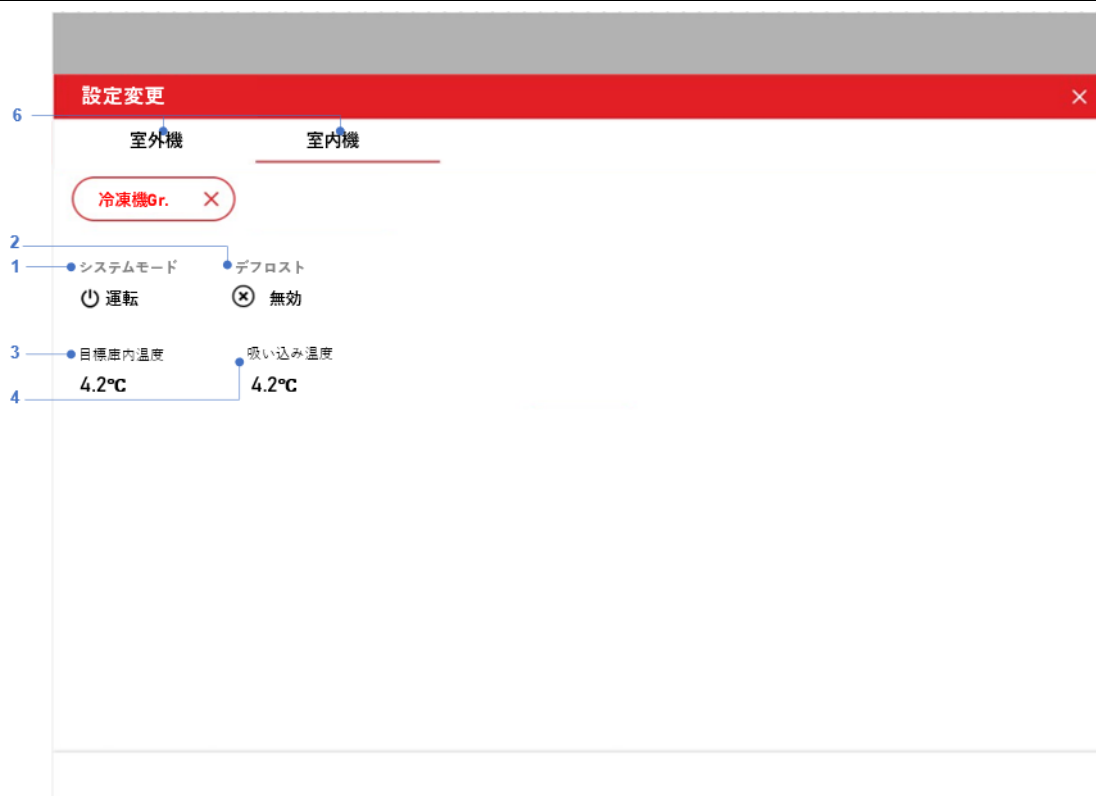 設定変更
6
室外機 室内機
冷凍機Gr.
2
1 システムモード デフロスト
運転 無効
3 目標庫内温度 吸い込み温度
4.2℃ 4.2℃
4